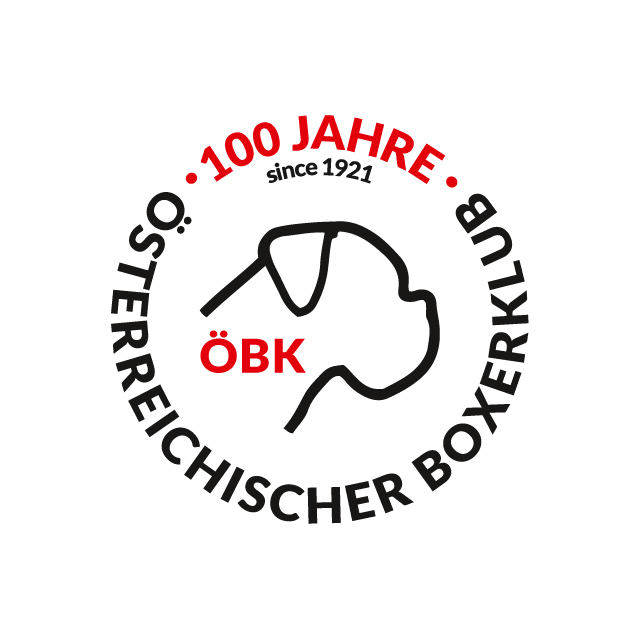 • 100 JAHRE •
since 1921
ÖBK
ÖSTERREICHISCHER BOXERKLUB